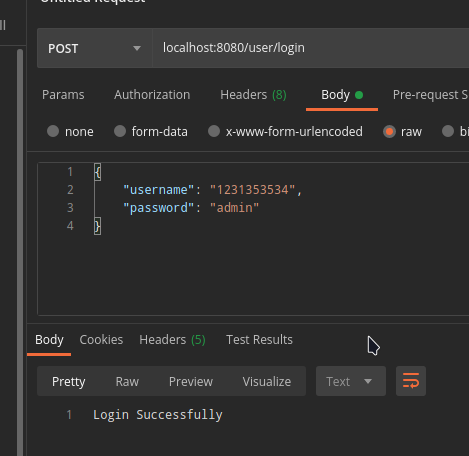 Untitled Request
ll
POST localhost:8080/user/login
Params Authorization Headers (8) Body Pre-request S
none form-data x-www-form-urlencoded raw bi
1 {
2 "username": "1231353534",
3 "password": "admin"
4 }
Body Cookies Headers (5) Test Results
Pretty Raw Preview Visualize Text
1 Login Successfully